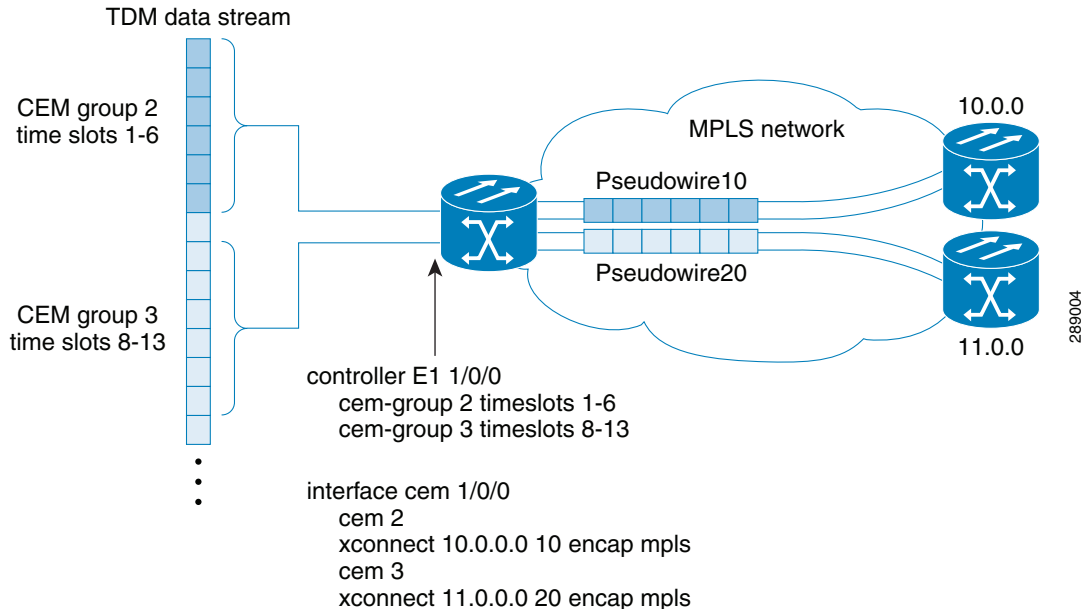 TDM data stream
CEM group 2
time slots 1-6
CEM group 3
time slots 8-13
MPLS network
Pseudowire10
Pseudowire20
10.0.0
11.0.0
controller E1 1/0/0
cem-group 2 timeslots 1-6
cem-group 3 timeslots 8-13
interface cem 1/0/0
cem 2
xconnect 10.0.0.0 10 encap mpls
cem 3
xconnect 11.0.0.0 20 encap mpls
289004